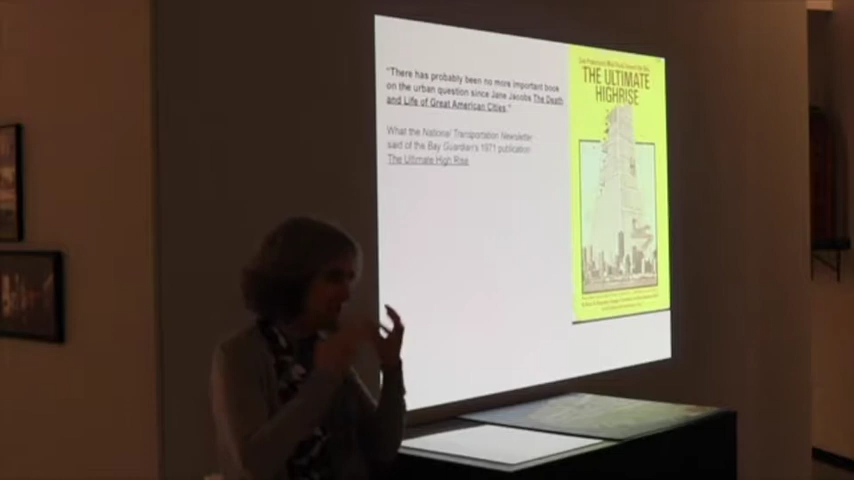 "There has probably been no more important book
on the urban question since Jane Jacobs The Death
and Life of Great American Cities."
What the National Transportation Newsletter
said of the Bay Guardian's 1971 publication
The Ultimate High Rise
THE ULTIMATE
HIGHRISE